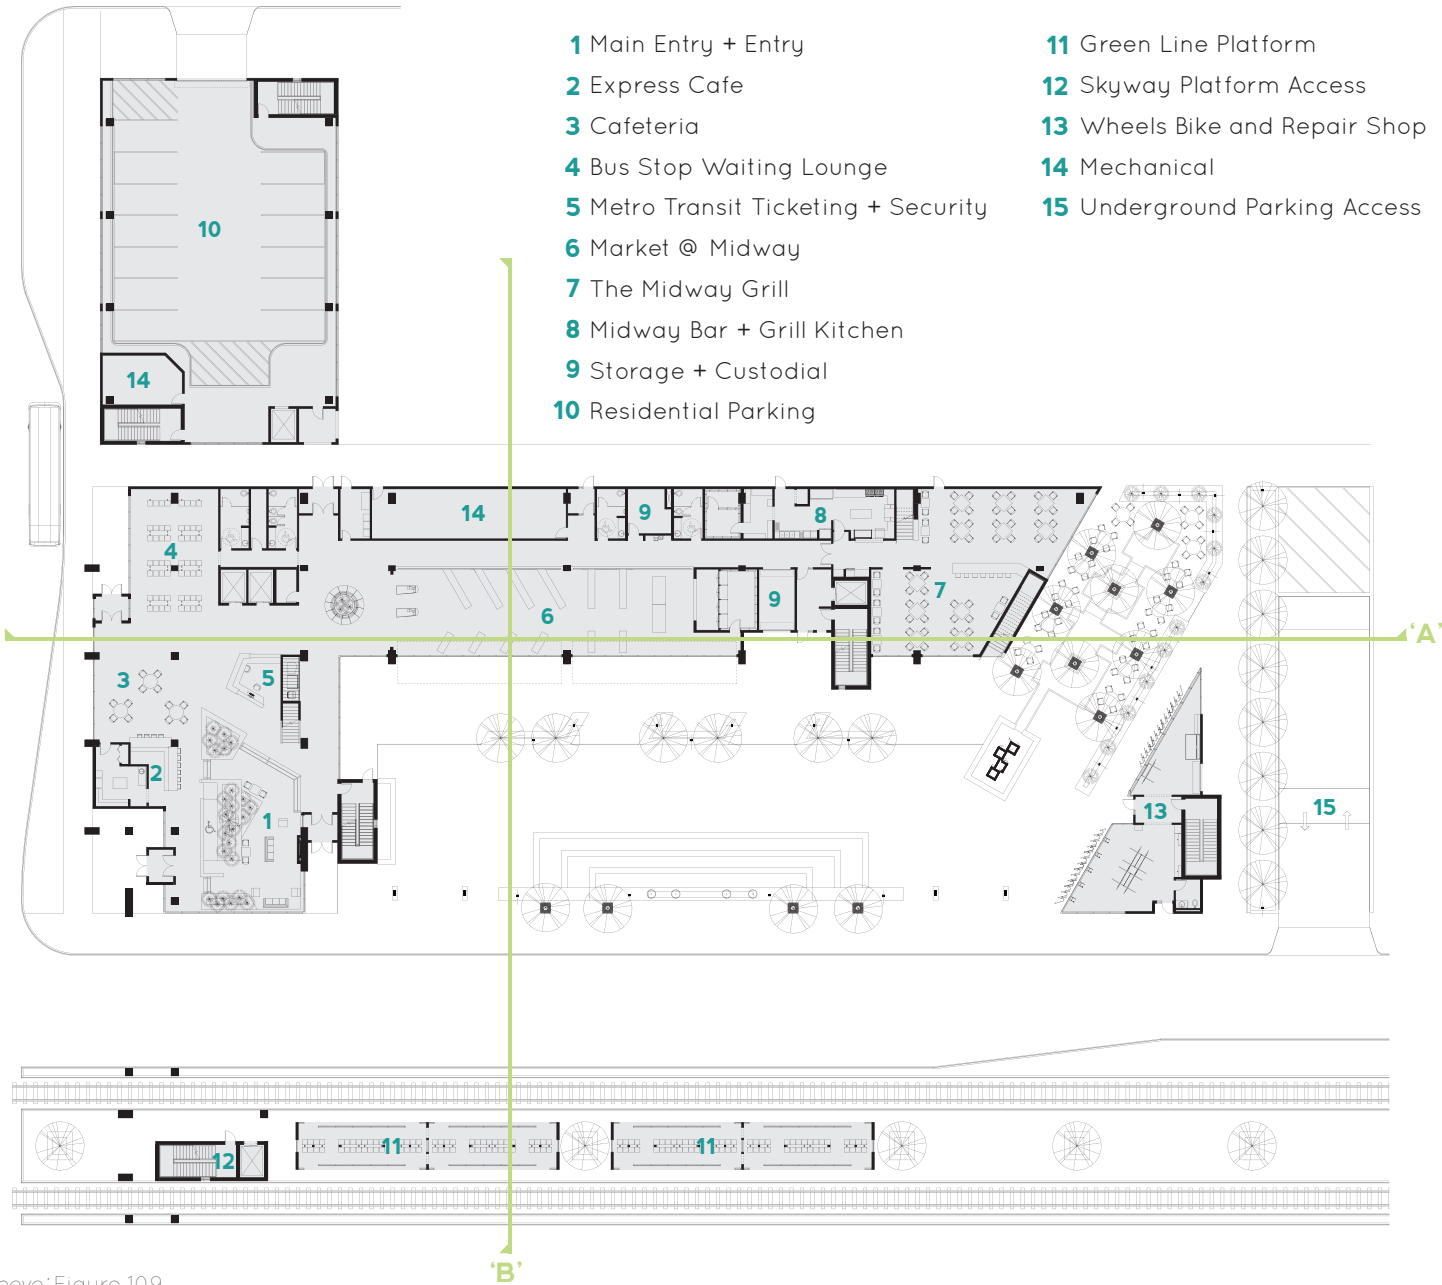 1 Main Entry + Entry
2 Express Cafe
3 Cafeteria
4 Bus Stop Waiting Lounge
5 Metro Transit Ticketing + Security
6 Market @ Midway
7 The Midway Grill
8 Midway Bar + Grill Kitchen
9 Storage + Custodial
10 Residential Parking
11 Green Line Platform
12 Skyway Platform Access
13 Wheels Bike and Repair Shop
14 Mechanical
15 Underground Parking Access
10
14
4
14
9
8
6
9
7
'A'
3
5
2
1
13
15
12
11
11
'B'
Figure 109